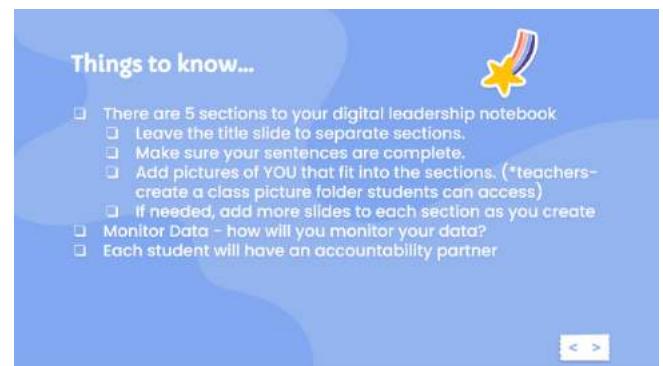 Things to know...
There are 5 sections to your digital leadership notebook
Leave the title slide to separate sections.
Make sure your sentences are complete.
Add pictures of YOU that fit into the sections. (*teachers-
create a class picture folder students can access)
If needed, add more slides to each section as you create
Monitor Data - how will you monitor your data?
Each student will have an accountability partner
< >